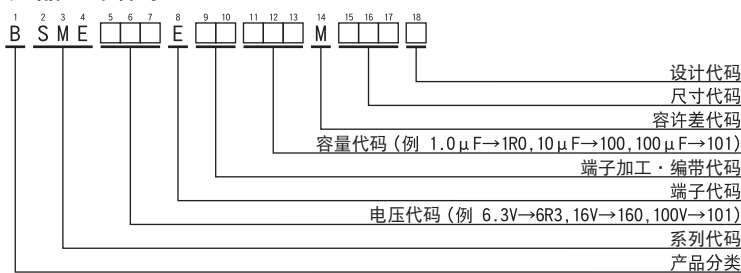 1 2 3 4 5 6 7 8 9 10 11 12 13 14 15 16 17 18
B SME □□□ E □□ □□□ M □□□ □
设计代码
尺寸代码
容许差代码
容量代码(例 1.0μF→1R0,10μF→100,100μF→101)
端子加工·编带代码
端子代码
电压代码(例 6.3V→6R3,16V→160,100V→101)
系列代码
产品分类